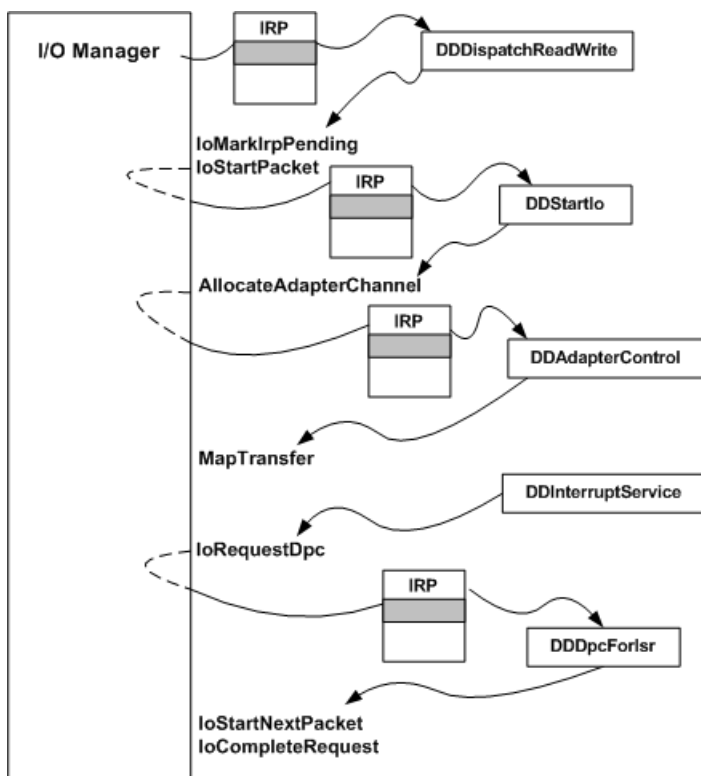 I/O Manager
IRP
DDDispatchReadWrite
IoMarkIrpPending
IoStartPacket
IRP
DDStartIo
AllocateAdapterChannel
IRP
DDAdapterControl
MapTransfer
DDInterruptService
IoRequestDpc
IRP
DDDpcForIsr
IoStartNextPacket
IoCompleteRequest